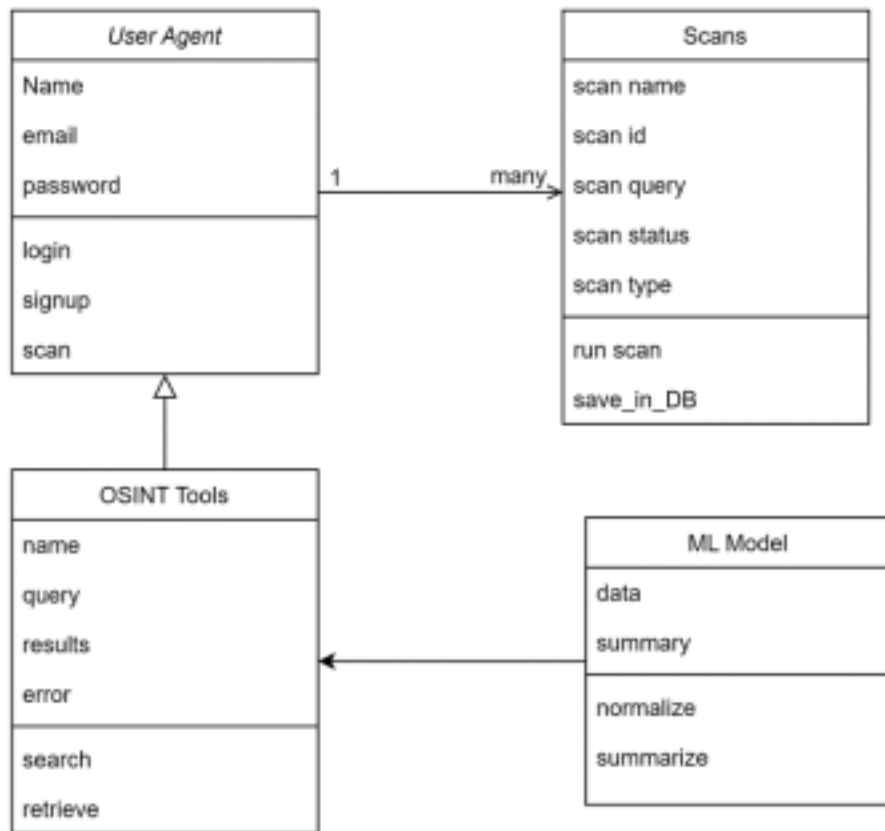 User Agent
Name
email
password
login
signup
scan
1
many
Scans
scan name
scan id
scan query
scan status
scan type
run scan
save_in_DB
OSINT Tools
name
query
results
error
search
retrieve
ML Model
data
summary
normalize
summarize